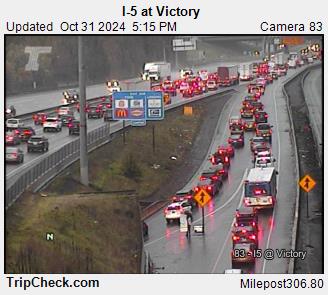 I-5 at Victory
Updated  Oct 31 2024  5:15 PM
Camera 83
N
83 - I5 @ Victory
TripCheck.com
Milepost306.80